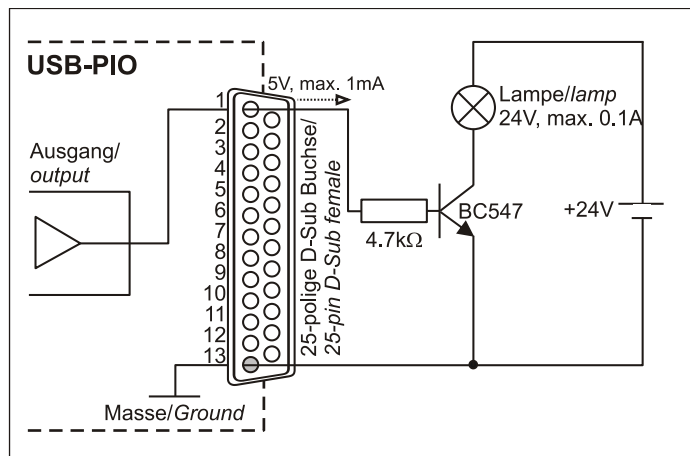 USB-PIO
Ausgang/
output
1
2
3
4
5
6
7
8
9
10
11
12
13
Masse/Ground
5V, max. 1mA
25-polige D-Sub Buchse/
25-pin D-Sub female
4.7kΩ
BC547
Lampe/lamp
24V, max. 0.1A
+24V